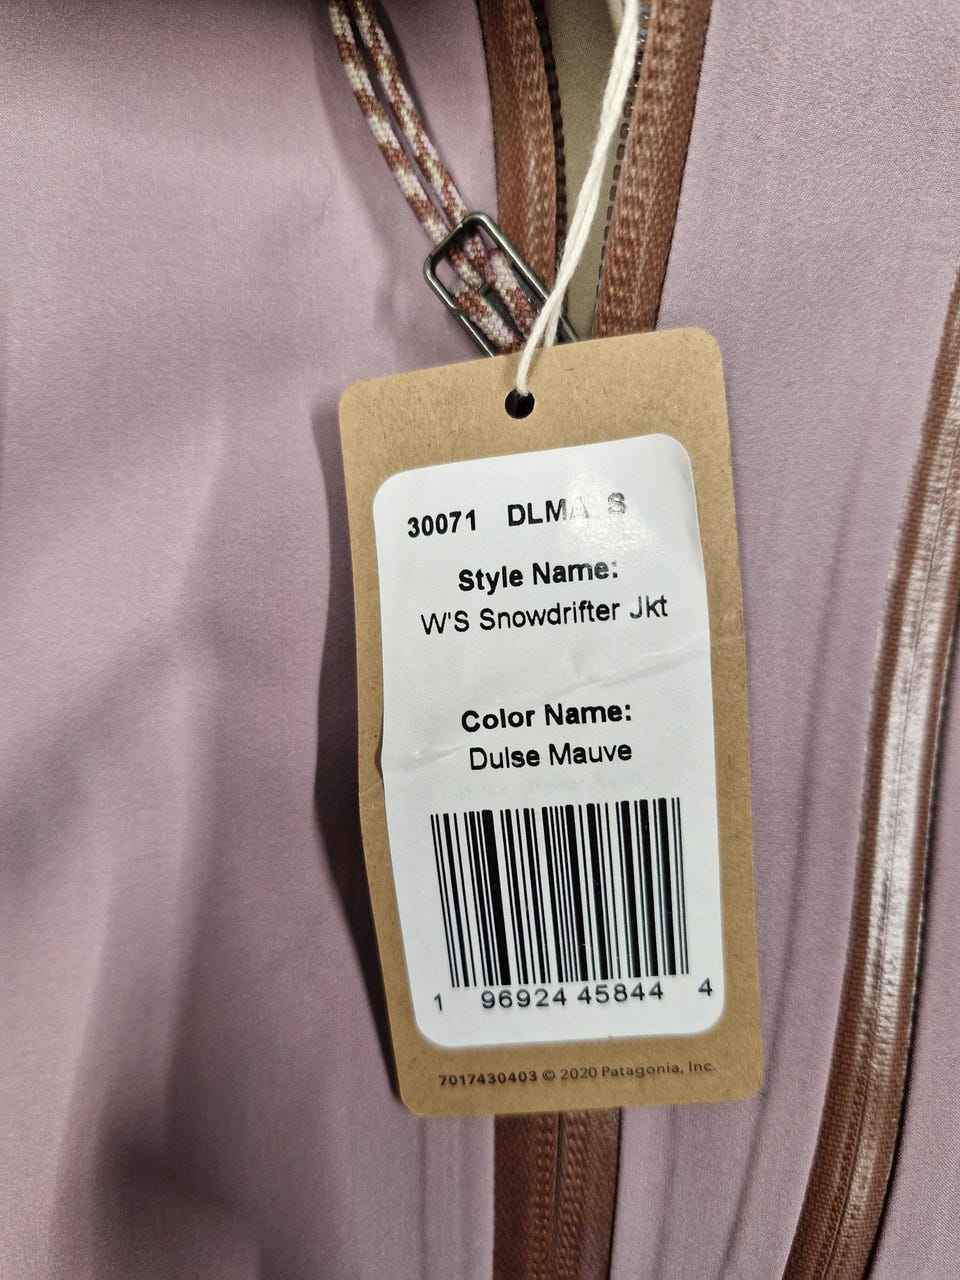 30071 DLMA S
Style Name:
W'S Snowdrifter Jkt
Color Name:
Dulse Mauve
1 96924 45844 4
7017430403 © 2020 Patagonia, Inc.